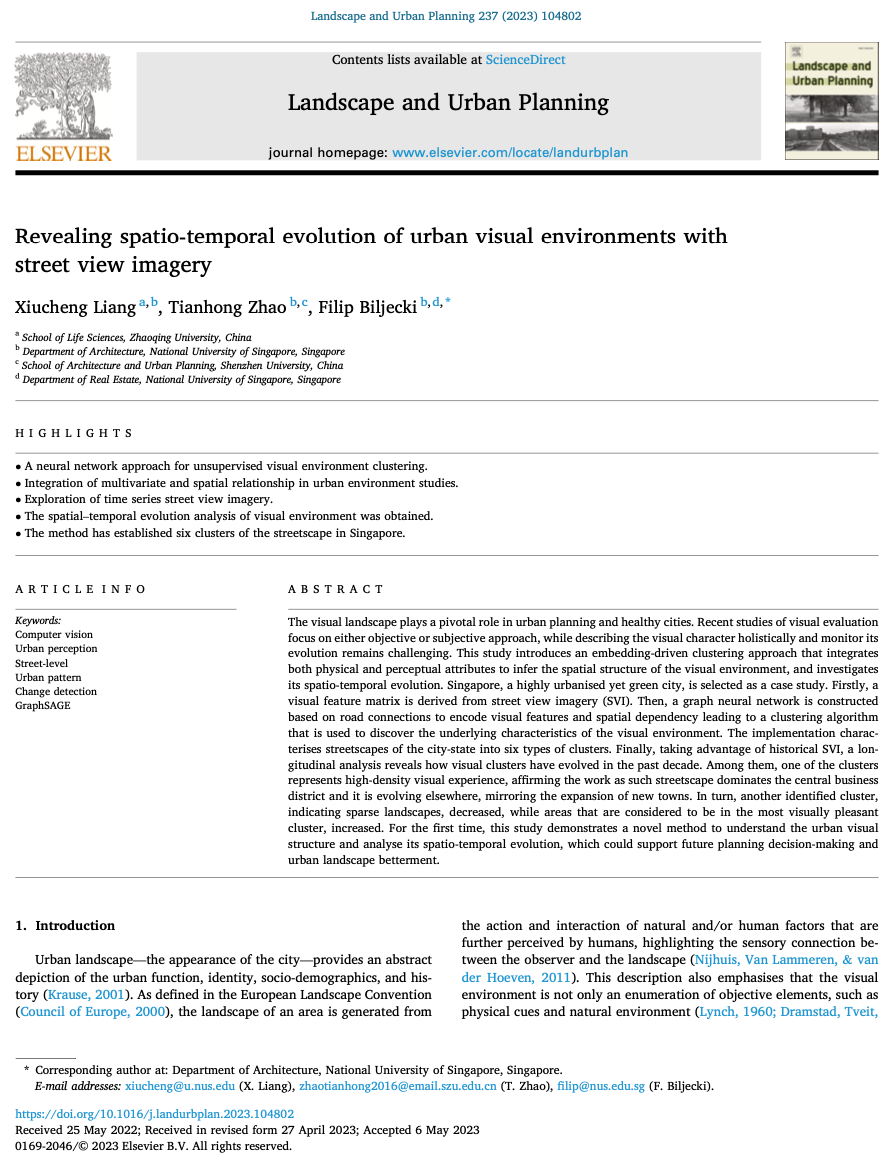 Landscape and Urban Planning 237 (2023) 104802
Contents lists available at ScienceDirect
Landscape and Urban Planning
journal homepage: www.elsevier.com/locate/landurbplan
ELSEVIER
Landscape and
Urban Planning
Revealing spatio-temporal evolution of urban visual environments with
street view imagery
Xiucheng Liang a,b, Tianhong Zhao b,c, Filip Biljecki b,d,*
a School of Life Sciences, Zhaoqing University, China
b Department of Architecture, National University of Singapore, Singapore
c School of Architecture and Urban Planning, Shenzhen University, China
d Department of Real Estate, National University of Singapore, Singapore
HIGHLIGHTS
• A neural network approach for unsupervised visual environment clustering.
• Integration of multivariate and spatial relationship in urban environment studies.
• Exploration of time series street view imagery.
• The spatial–temporal evolution analysis of visual environment was obtained.
• The method has established six clusters of the streetscape in Singapore.
ARTICLE INFO
Keywords:
Computer vision
Urban perception
Street-level
Urban pattern
Change detection
GraphSAGE
ABSTRACT
The visual landscape plays a pivotal role in urban planning and healthy cities. Recent studies of visual evaluation
focus on either objective or subjective approach, while describing the visual character holistically and monitor its
evolution remains challenging. This study introduces an embedding-driven clustering approach that integrates
both physical and perceptual attributes to infer the spatial structure of the visual environment, and investigates
its spatio-temporal evolution. Singapore, a highly urbanised yet green city, is selected as a case study. Firstly, a
visual feature matrix is derived from street view imagery (SVI). Then, a graph neural network is constructed
based on road connections to encode visual features and spatial dependency leading to a clustering algorithm
that is used to discover the underlying characteristics of the visual environment. The implementation charac-
terises streetscapes of the city-state into six types of clusters. Finally, taking advantage of historical SVI, a lon-
gitudinal analysis reveals how visual clusters have evolved in the past decade. Among them, one of the clusters
represents high-density visual experience, affirming the work as such streetscape dominates the central business
district and it is evolving elsewhere, mirroring the expansion of new towns. In turn, another identified cluster,
indicating sparse landscapes, decreased, while areas that are considered to be in the most visually pleasant
cluster, increased. For the first time, this study demonstrates a novel method to understand the urban visual
structure and analyse its spatio-temporal evolution, which could support future planning decision-making and
urban landscape betterment.
1. Introduction
Urban landscape—the appearance of the city—provides an abstract
depiction of the urban function, identity, socio-demographics, and his-
tory (Krause, 2001). As defined in the European Landscape Convention
(Council of Europe, 2000), the landscape of an area is generated from
the action and interaction of natural and/or human factors that are
further perceived by humans, highlighting the sensory connection be-
tween the observer and the landscape (Nijhuis, Van Lammeren, & van
der Hoeven, 2011). This description also emphasises that the visual
environment is not only an enumeration of objective elements, such as
physical cues and natural environment (Lynch, 1960; Dramstad, Tveit,
* Corresponding author at: Department of Architecture, National University of Singapore, Singapore.
E-mail addresses: xiucheng@u.nus.edu (X. Liang), zhaotianhong2016@email.szu.edu.cn (T. Zhao), filip@nus.edu.sg (F. Biljecki).
https://doi.org/10.1016/j.landurbplan.2023.104802
Received 25 May 2022; Received in revised form 27 April 2023; Accepted 6 May 2023
0169-2046/© 2023 Elsevier B.V. All rights reserved.